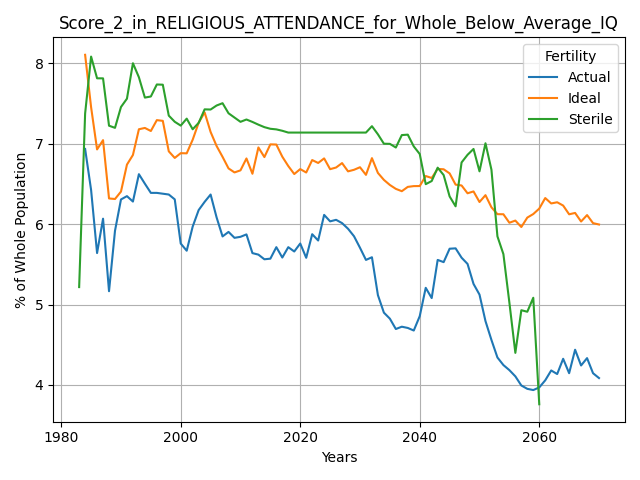 Score_2_in_RELIGIOUS_ATTENDANCE_for_Whole_Below_Average_IQ
Fertility
Actual
Ideal
Sterile
% of Whole Population
8
7
6
5
4
1980 2000 2020 2040 2060
Years